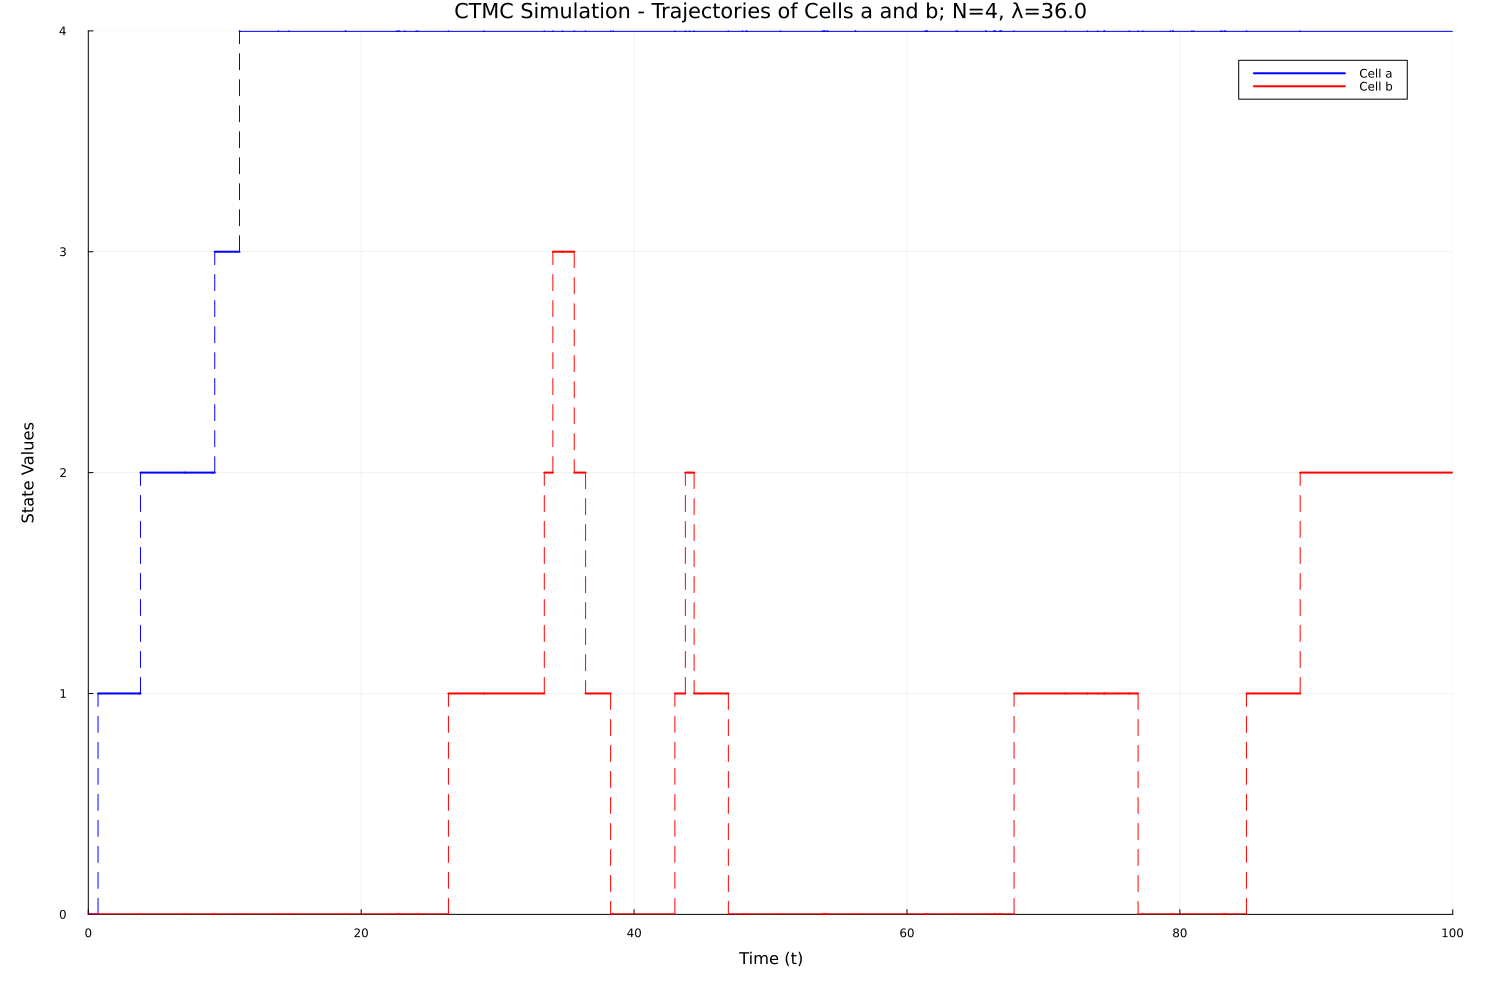 CTMC Simulation - Trajectories of Cells a and b; N=4, λ=36.0
4
Cell a
Cell b
3
State Values
2
1
0
0 20 40 60 80 100
Time (t)